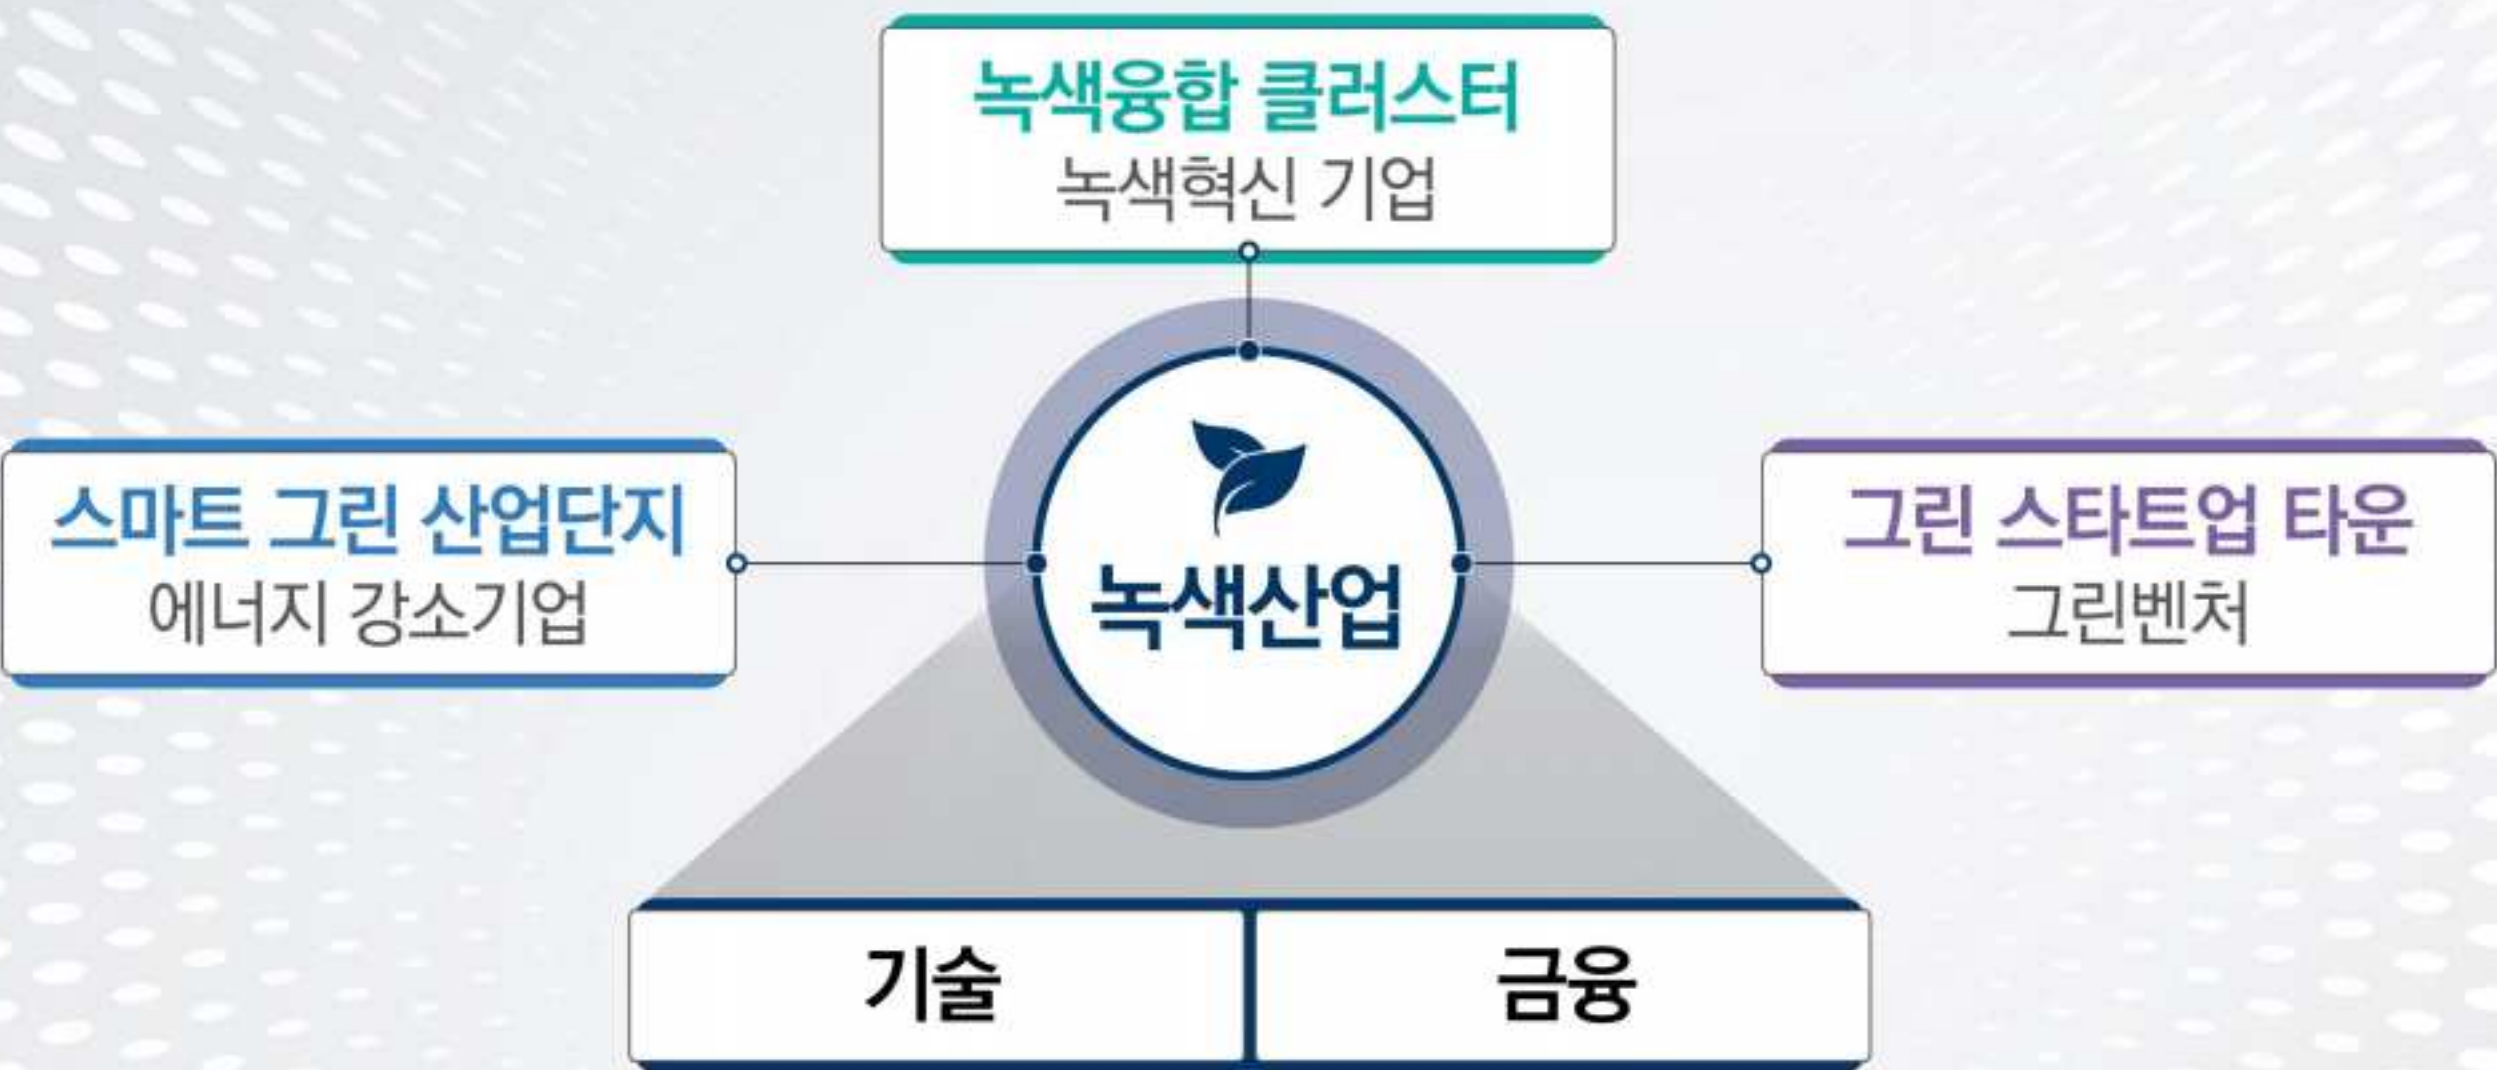 녹색융합 클러스터
녹색혁신 기업
스마트 그린 산업단지
에너지 강소기업
녹색산업
그린 스타트업 타운
그린벤처
기술
금융